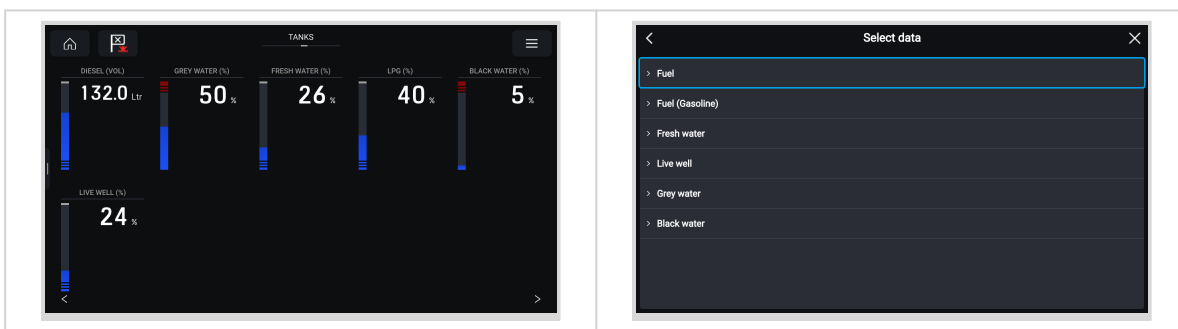 TANKS
DIESEL (VOL) GREY WATER (%) FRESH WATER (%) LPG (%) BLACK WATER (%)
132.0 Ltr 50 % 26 % 40 % 5 %
LIVE WELL (%)
24 %
Select data
Fuel
Fuel (Gasoline)
Fresh water
Live well
Grey water
Black water